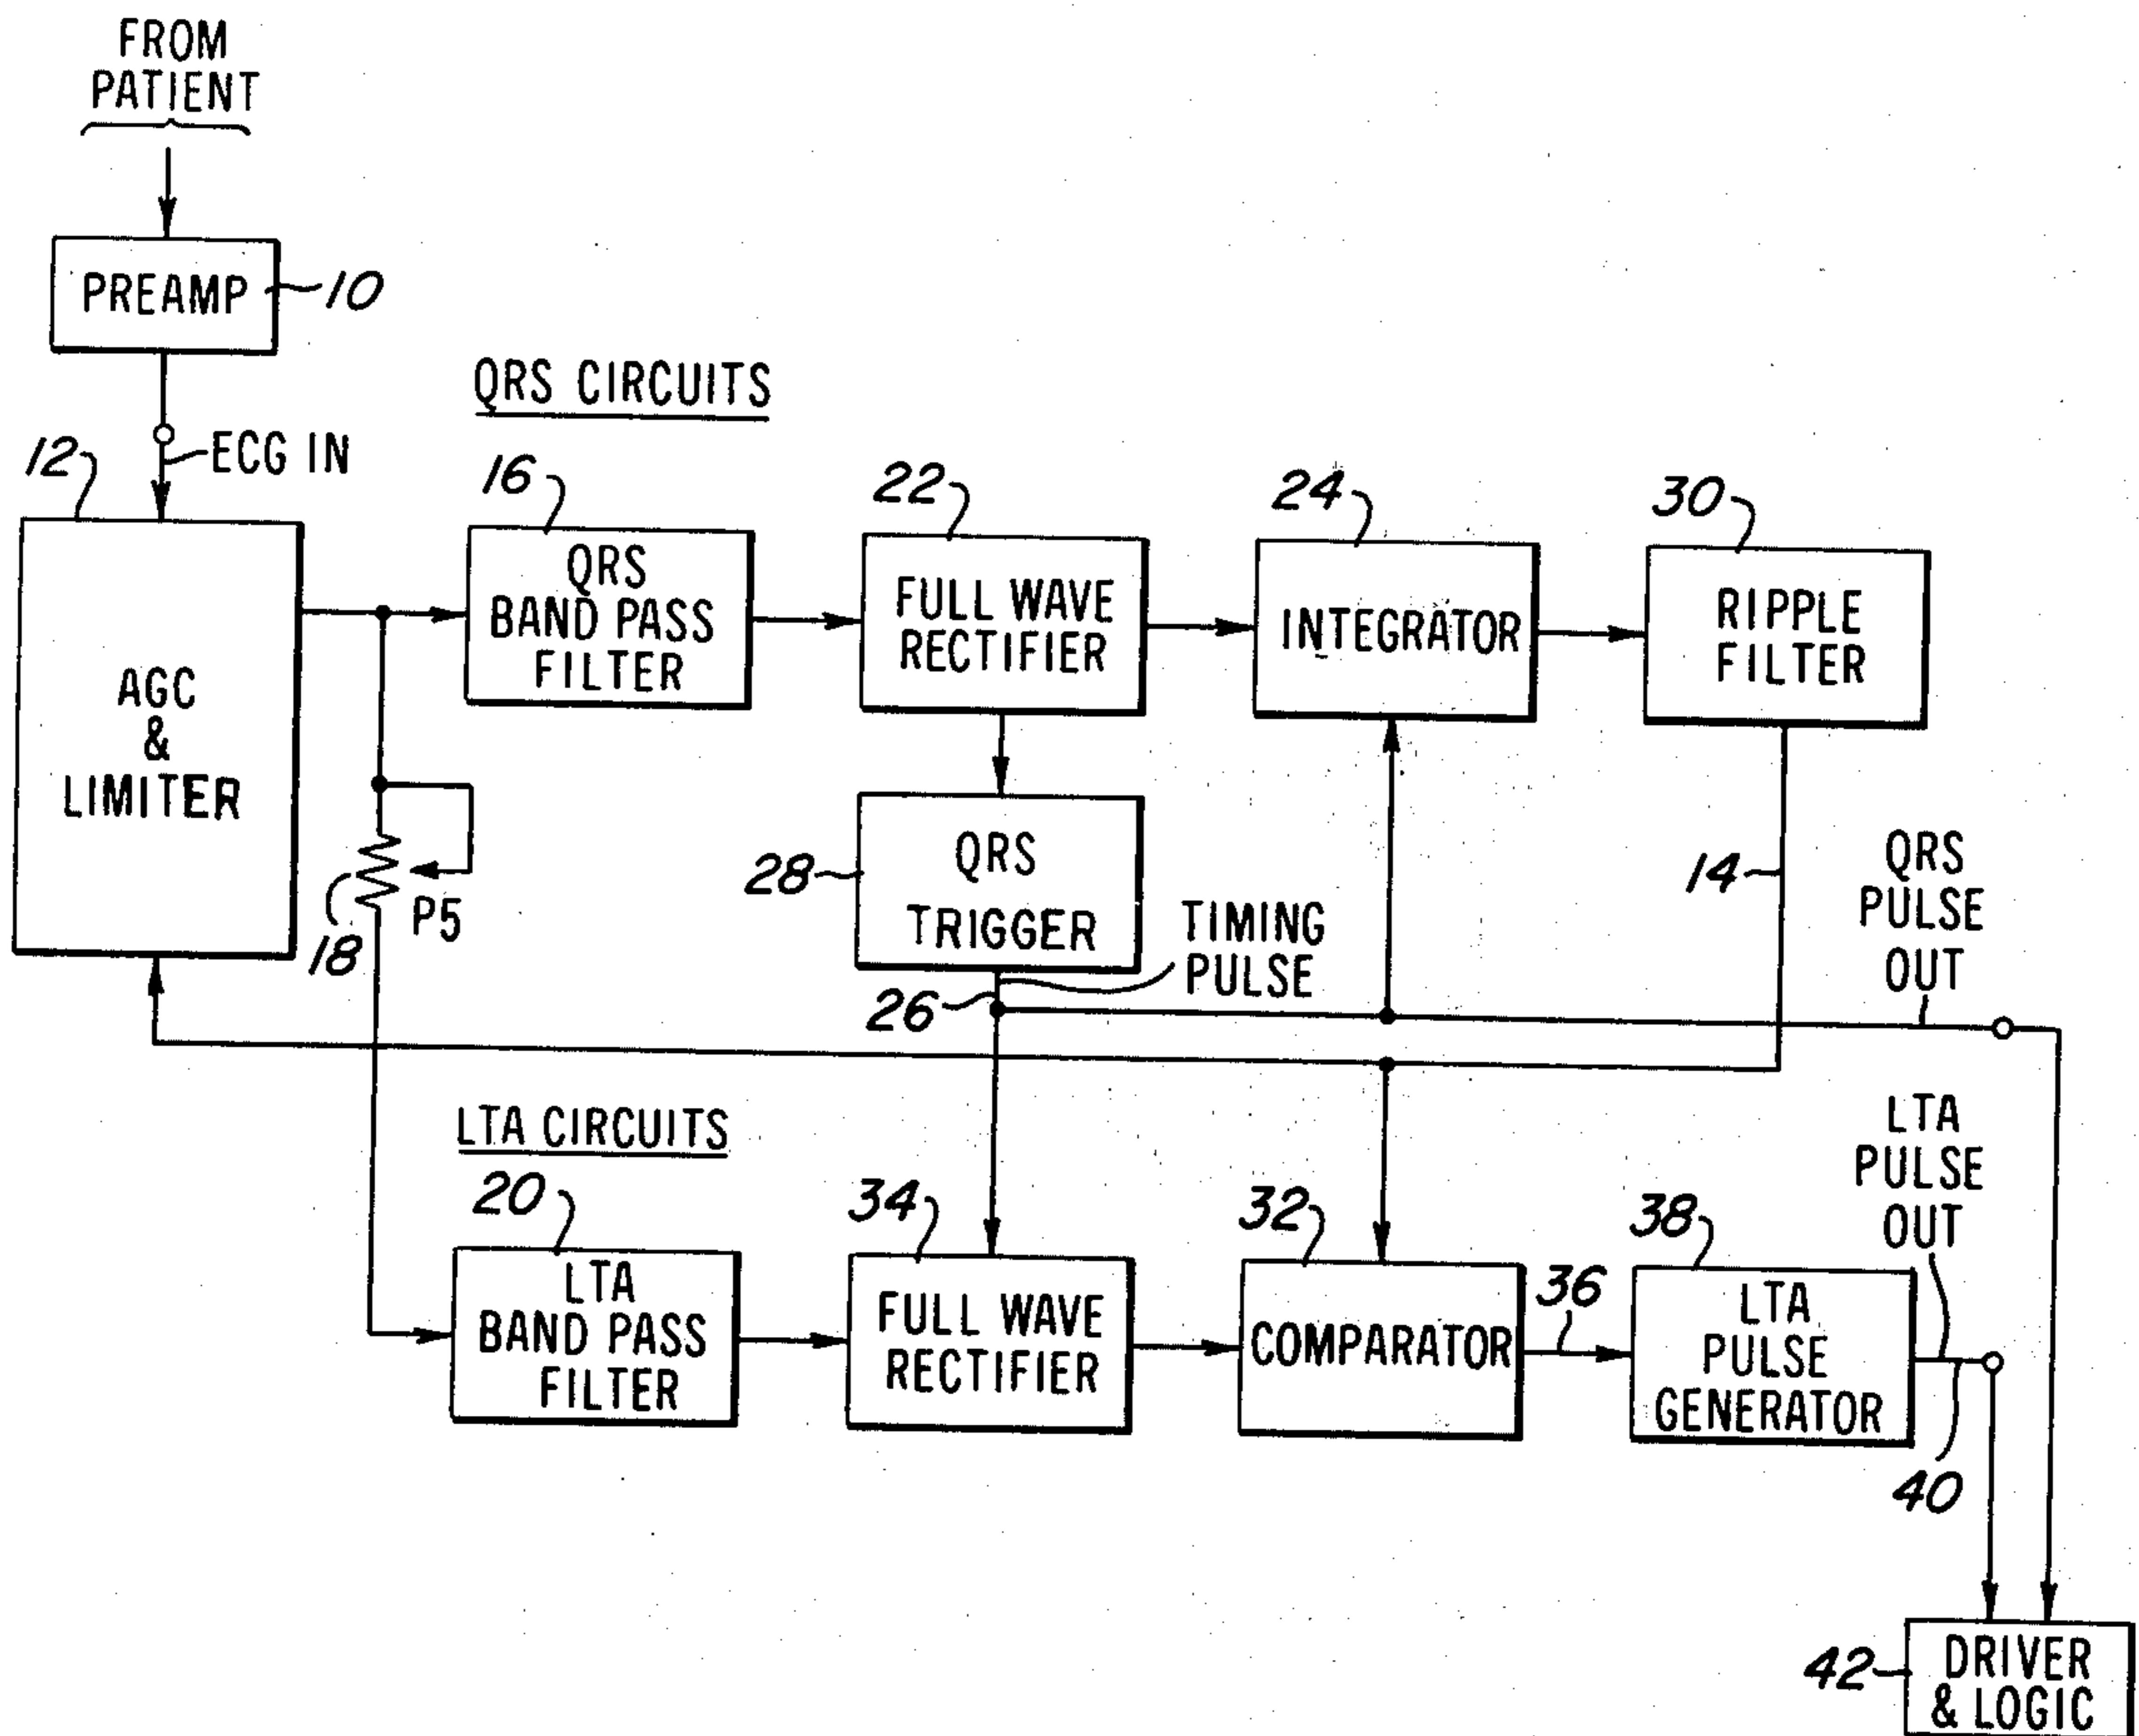 FROM
PATIENT
PREAMP
10
QRS CIRCUITS
12
ECG IN
16
22
24
30
AGC
&
LIMITER
QRS
BAND PASS
FILTER
FULL WAVE
RECTIFIER
INTEGRATOR
RIPPLE
FILTER
18
P5
28
QRS
TRIGGER
26
TIMING
PULSE
14
QRS
PULSE
OUT
LTA CIRCUITS
20
34
32
36
38
LTA
PULSE
OUT
LTA
BAND PASS
FILTER
FULL WAVE
RECTIFIER
COMPARATOR
LTA
PULSE
GENERATOR
40
42
DRIVER
& LOGIC